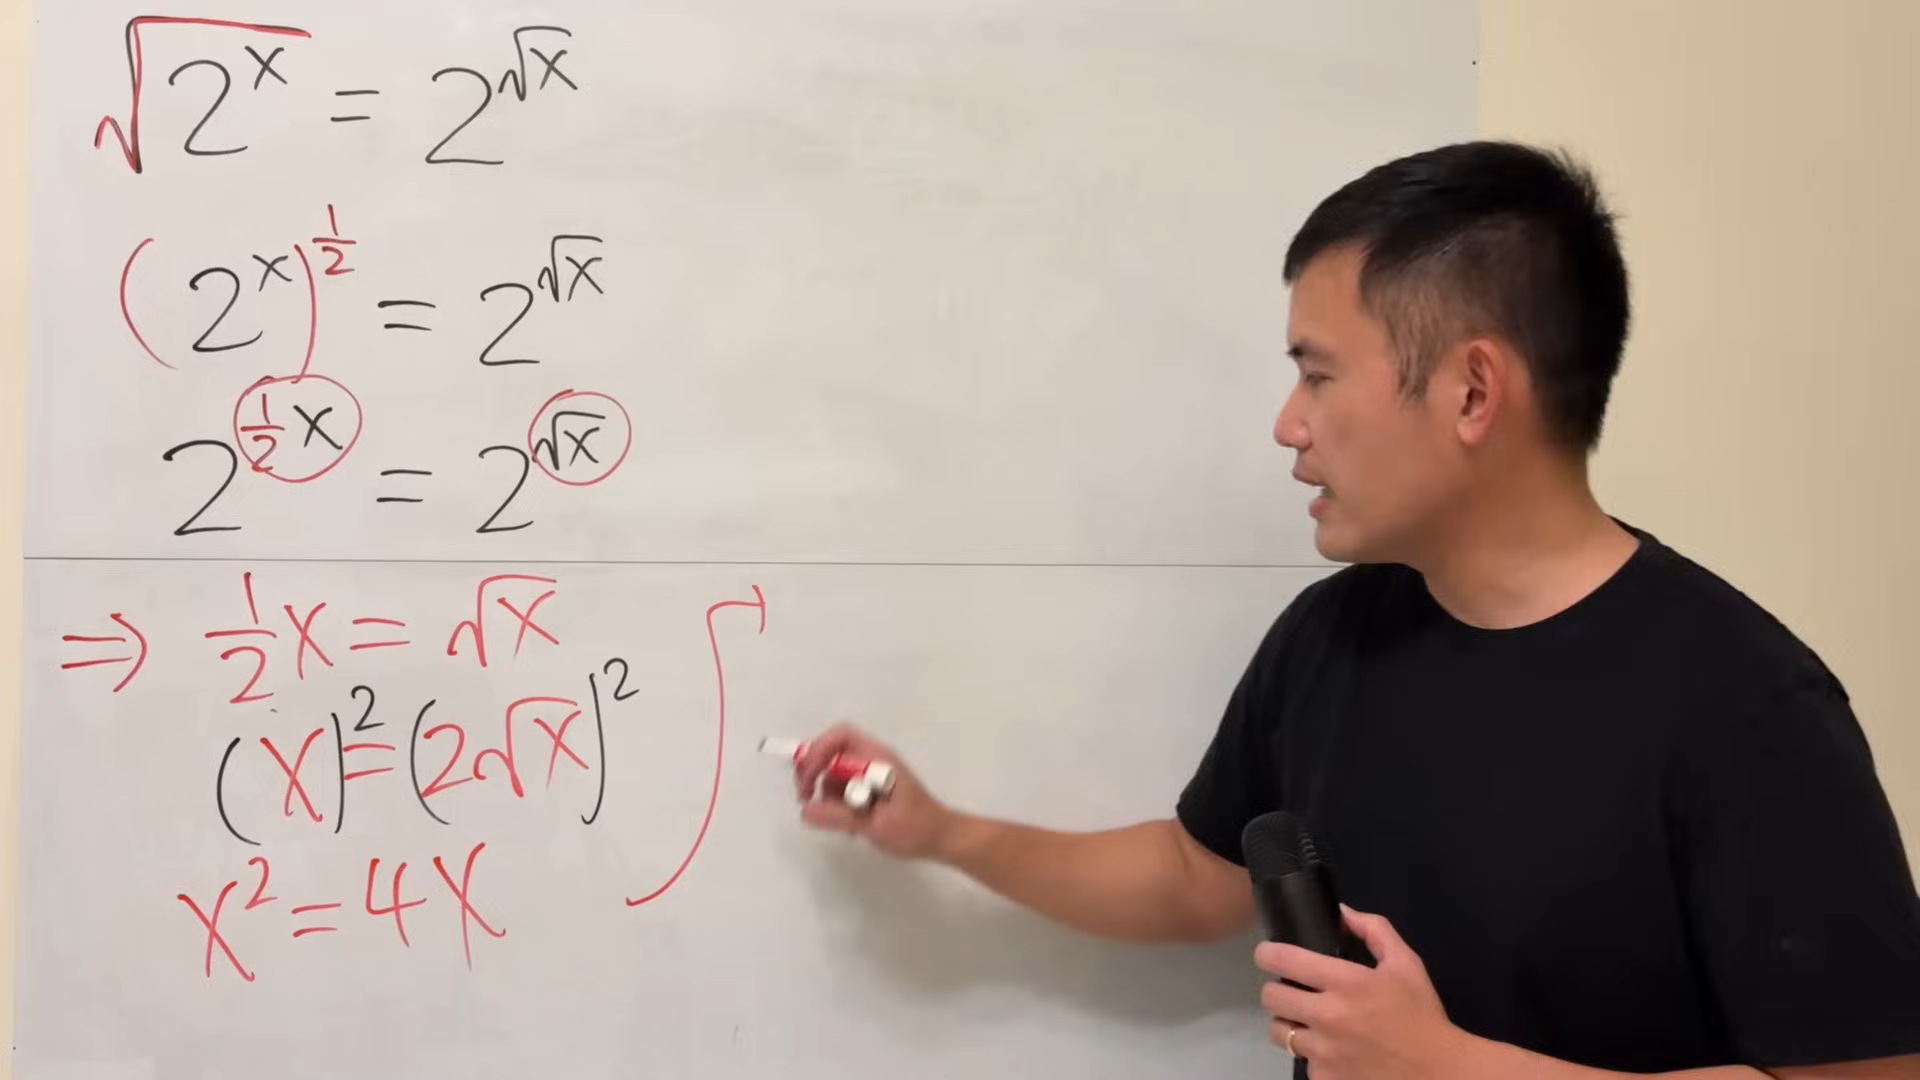 √(2^x) = 2^√x
(2^x)^(1/2) = 2^√x
2^(1/2 x) = 2^√x
⇒ 1/2 x = √x
(x)^2 = (2√x)^2
x^2 = 4x